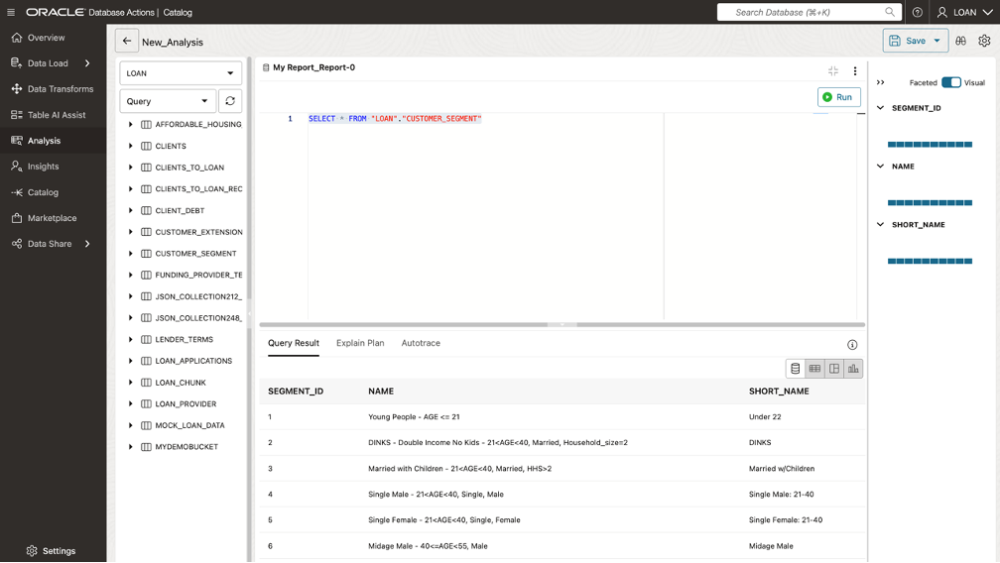 ORACLE Database Actions | Catalog
Search Database (⌘+K)
LOAN
Overview
Data Load
Data Transforms
Table AI Assist
Analysis
Insights
Catalog
Marketplace
Data Share
Settings
New_Analysis
Save
LOAN
Query
AFFORDABLE_HOUSING_
CLIENTS
CLIENTS_TO_LOAN
CLIENTS_TO_LOAN_REC
CLIENT_DEBT
CUSTOMER_EXTENSION
CUSTOMER_SEGMENT
FUNDING_PROVIDER_TE
JSON_COLLECTION212_
JSON_COLLECTION248_
LENDER_TERMS
LOAN_APPLICATIONS
LOAN_CHUNK
LOAN_PROVIDER
MOCK_LOAN_DATA
MYDEMOBUCKET
My Report_Report-0
Run
1 SELECT * FROM "LOAN"."CUSTOMER_SEGMENT"
Query Result Explain Plan Autotrace
SEGMENT_ID NAME SHORT_NAME
1 Young People - AGE <= 21 Under 22
2 DINKS - Double Income No Kids - 21<AGE<40, Married, Household_size=2 DINKS
3 Married with Children - 21<AGE<40, Married, HHS>2 Married w/Children
4 Single Male - 21<AGE<40, Single, Male Single Male: 21-40
5 Single Female - 21<AGE<40, Single, Female Single Female: 21-40
6 Midage Male - 40<=AGE<55, Male Midage Male
Faceted Visual
SEGMENT_ID
NAME
SHORT_NAME